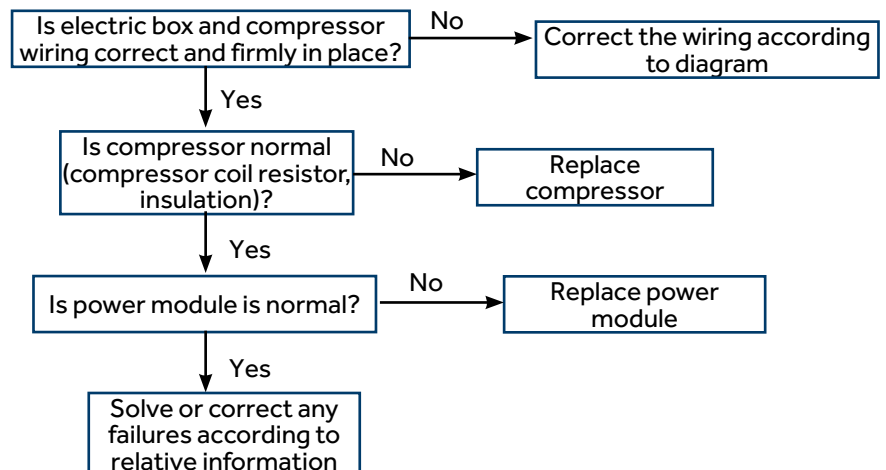 Is electric box and compressor
wiring correct and firmly in place?
No
Correct the wiring according
to diagram
Yes
Is compressor normal
(compressor coil resistor,
insulation)?
No
Replace
compressor
Yes
Is power module is normal?
No
Replace power
module
Yes
Solve or correct any
failures according to
relative information